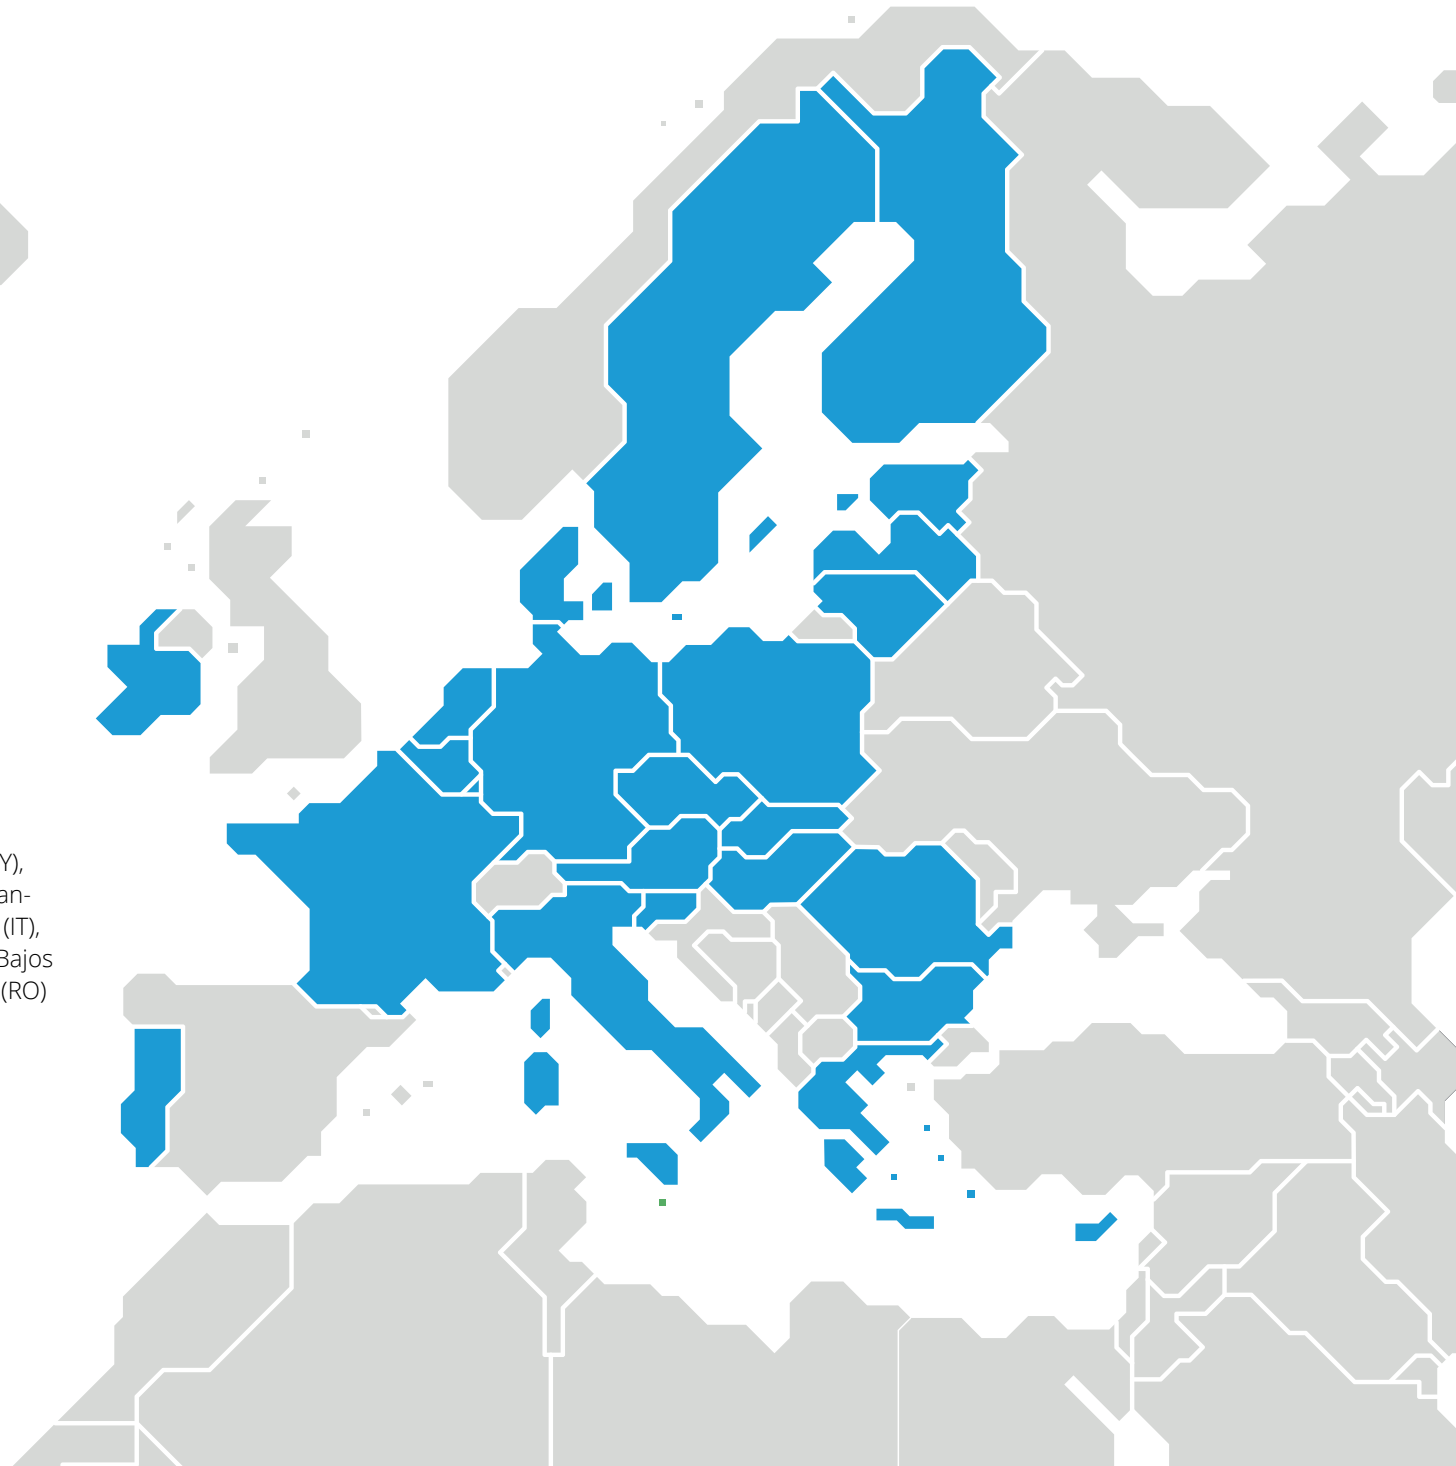 Y),
an-
(IT),
Bajos
(RO)